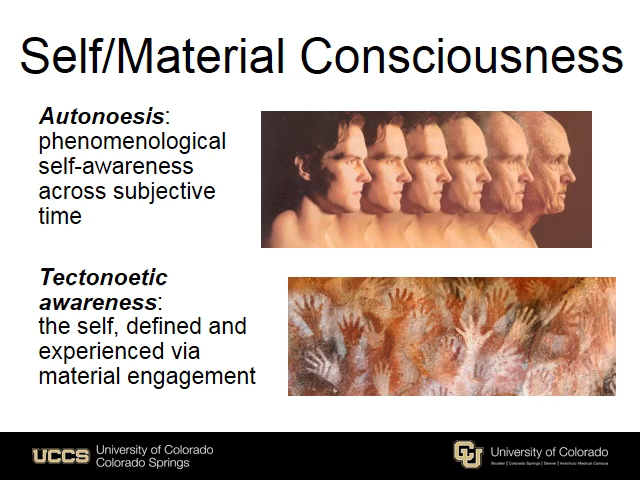 Self/Material Consciousness
Autonoesis:
phenomenological
self-awareness
across subjective
time
Tectonoetic
awareness:
the self, defined and
experienced via
material engagement
UCCS
University of Colorado
Colorado Springs
CU
University of Colorado
Boulder | Colorado Springs | Denver | Anschutz Medical Campus